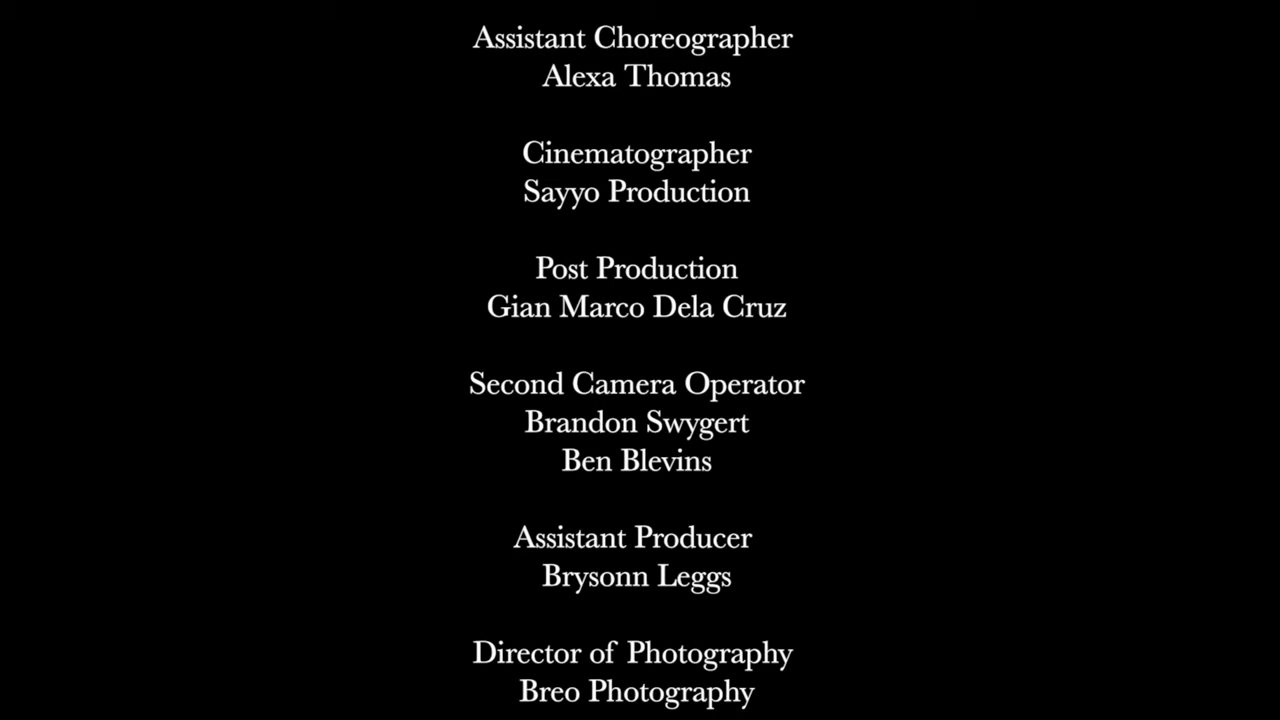 Assistant Choreographer
Alexa Thomas
Cinematographer
Sayyo Production
Post Production
Gian Marco Dela Cruz
Second Camera Operator
Brandon Swygert
Ben Blevins
Assistant Producer
Brysonn Leggs
Director of Photography
Breo Photography